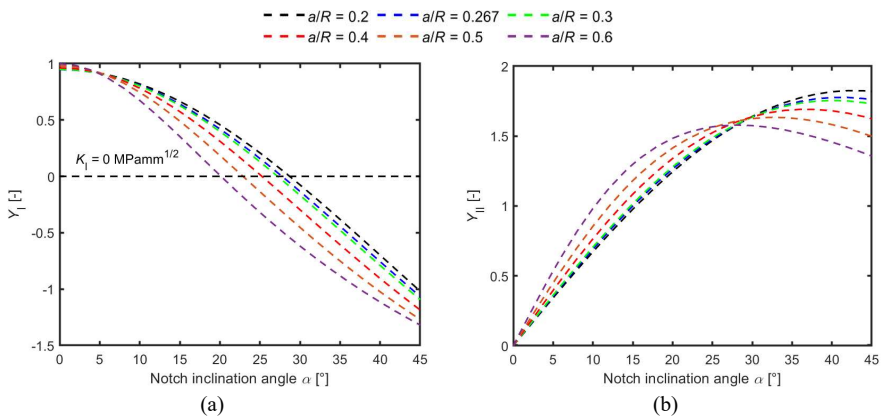 a/R = 0.2 a/R = 0.267 a/R = 0.3
a/R = 0.4 a/R = 0.5 a/R = 0.6
1
0.5
0
-0.5
-1
-1.5
Y_I [-]
K_I = 0 MPamm^1/2
0 5 10 15 20 25 30 35 40 45
Notch inclination angle α [°]
(a)
2
1.5
1
0.5
0
Y_II [-]
0 5 10 15 20 25 30 35 40 45
Notch inclination angle α [°]
(b)